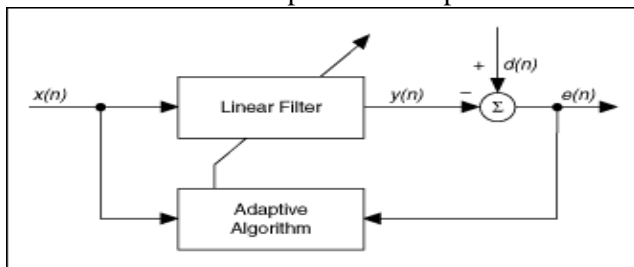 + d(n)
x(n) Linear Filter y(n) − Σ e(n)
Adaptive
Algorithm